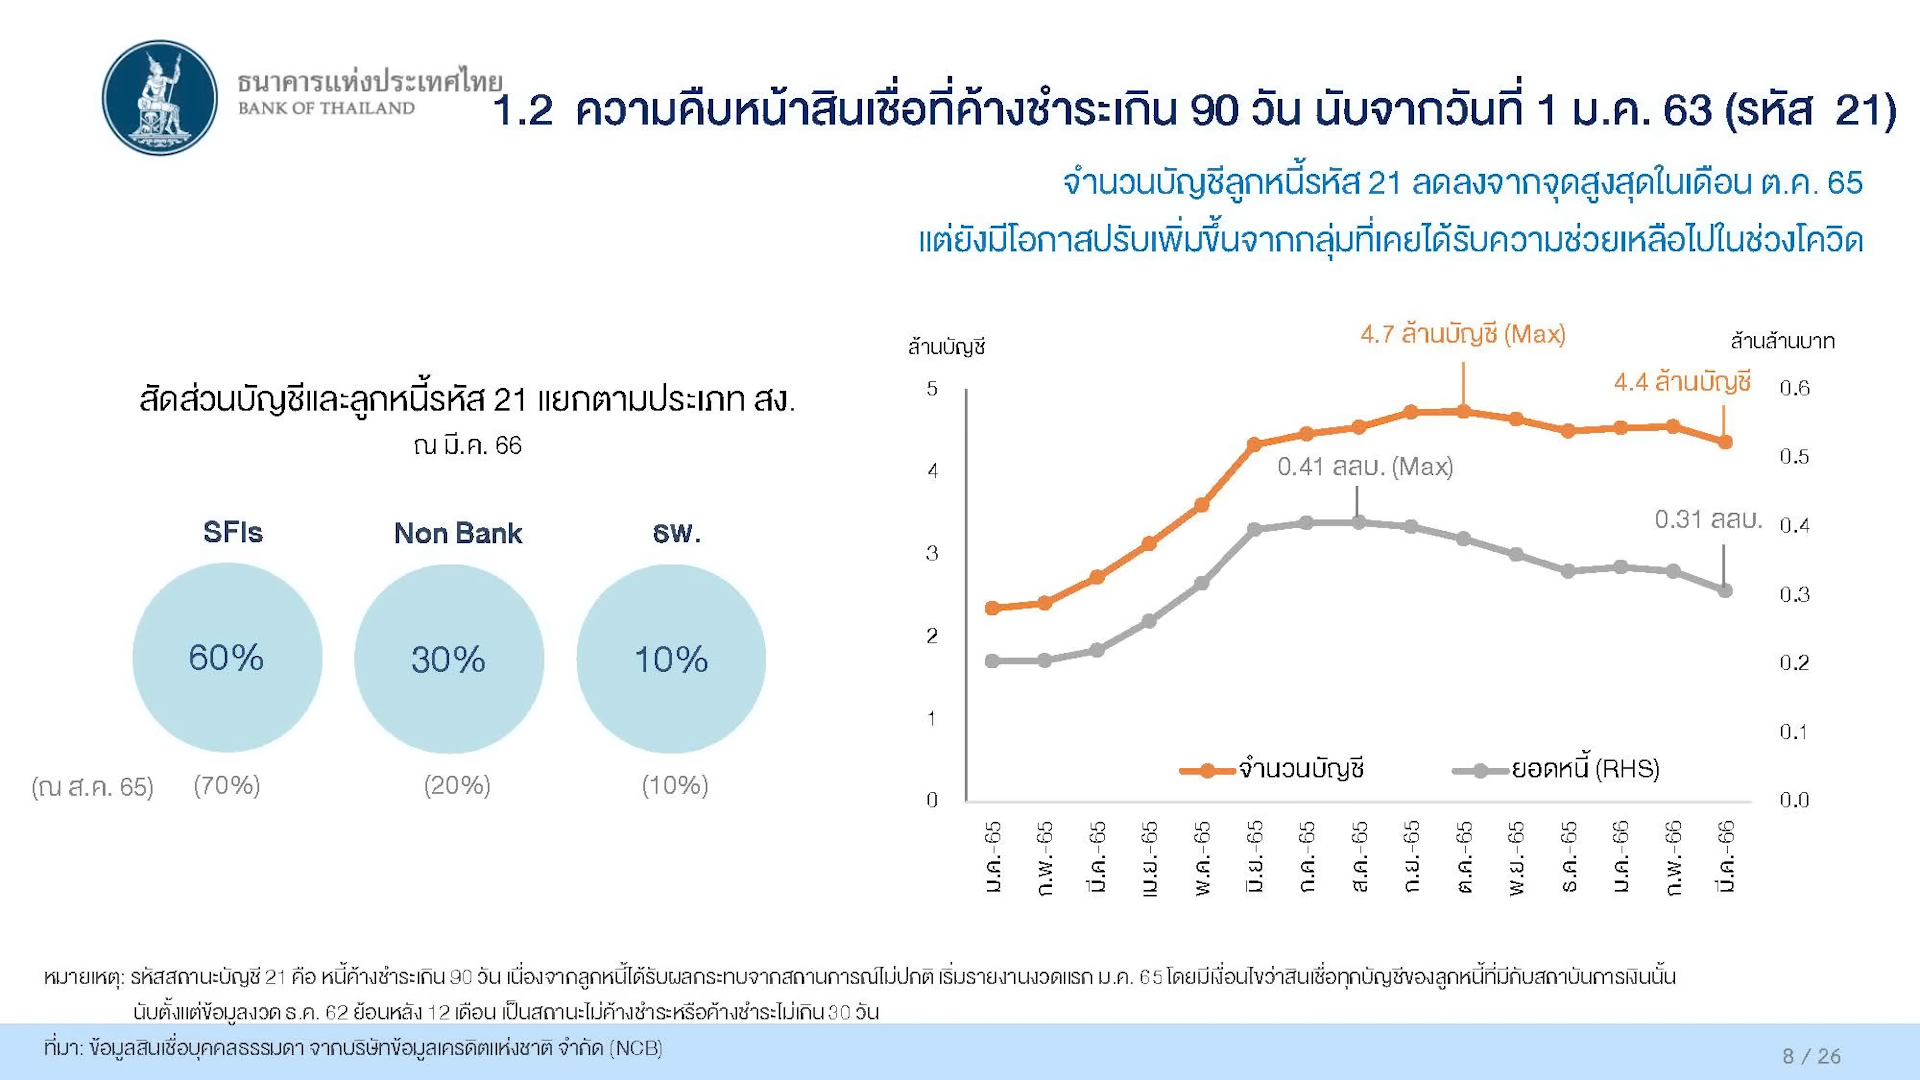 ธนาคารแห่งประเทศไทย
BANK OF THAILAND
1.2 ความคืบหน้าสินเชื่อที่ค้างชำระเกิน 90 วัน นับจากวันที่ 1 ม.ค. 63 (รหัส 21)
จำนวนบัญชีลูกหนี้รหัส 21 ลดลงจากจุดสูงสุดในเดือน ต.ค. 65
แต่ยังมีโอกาสปรับเพิ่มขึ้นจากกลุ่มที่เคยได้รับความช่วยเหลือไปในช่วงโควิด
สัดส่วนบัญชีและลูกหนี้รหัส 21 แยกตามประเภท สง.
ณ มี.ค. 66
SFIs Non Bank ธพ.
60% 30% 10%
(ณ ส.ค. 65) (70%) (20%) (10%)
ล้านบัญชี
ล้านล้านบาท
4.7 ล้านบัญชี (Max)
4.4 ล้านบัญชี
0.41 ลลบ. (Max)
0.31 ลลบ.
5
4
3
2
1
0
0.6
0.5
0.4
0.3
0.2
0.1
0.0
จำนวนบัญชี ยอดหนี้ (RHS)
ม.ค.-65 ก.พ.-65 มี.ค.-65 เม.ย.-65 พ.ค.-65 มิ.ย.-65 ก.ค.-65 ส.ค.-65 ก.ย.-65 ต.ค.-65 พ.ย.-65 ธ.ค.-65 ม.ค.-66 ก.พ.-66 มี.ค.-66
หมายเหตุ: รหัสสถานะบัญชี 21 คือ หนี้ค้างชำระเกิน 90 วัน เนื่องจากลูกหนี้ได้รับผลกระทบจากสถานการณ์ไม่ปกติ เริ่มรายงานงวดแรก ม.ค. 65 โดยมีเงื่อนไขว่าสินเชื่อทุกบัญชีของลูกหนี้ที่มีกับสถาบันการเงินนั้น
นับตั้งแต่ข้อมูลงวด ธ.ค. 62 ย้อนหลัง 12 เดือน เป็นสถานะไม่ค้างชำระหรือค้างชำระไม่เกิน 30 วัน
ที่มา: ข้อมูลสินเชื่อบุคคลธรรมดา จากบริษัทข้อมูลเครดิตแห่งชาติ จำกัด (NCB)
8 / 26